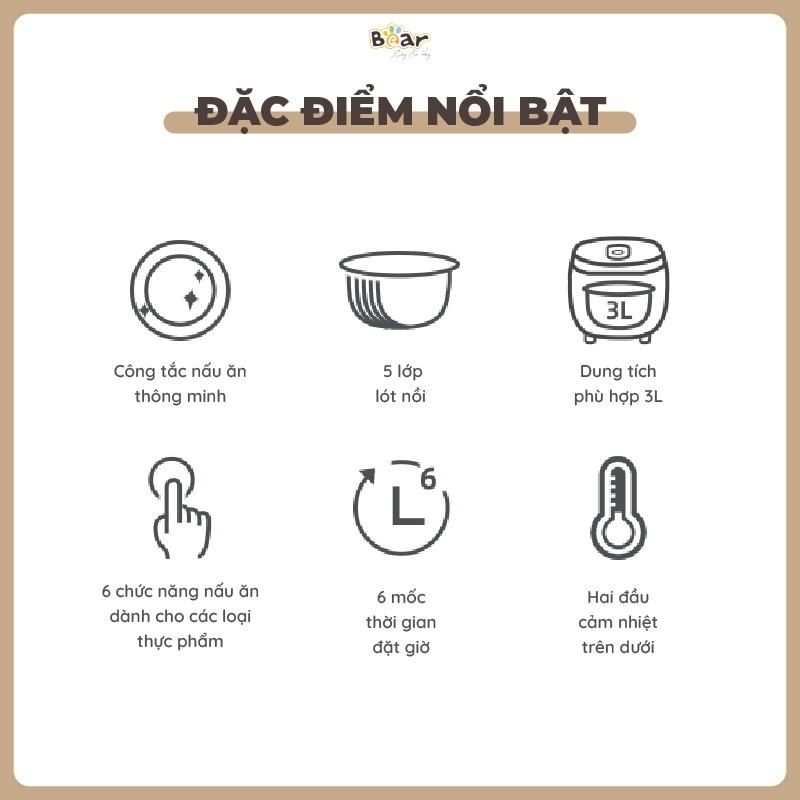 Bear
ĐẶC ĐIỂM NỔI BẬT
3L
Công tắc nấu ăn
thông minh
5 lớp
lót nồi
Dung tích
phù hợp 3L
6
6 chức năng nấu ăn
dành cho các loại
thực phẩm
6 mốc
thời gian
đặt giờ
Hai đầu
cảm nhiệt
trên dưới